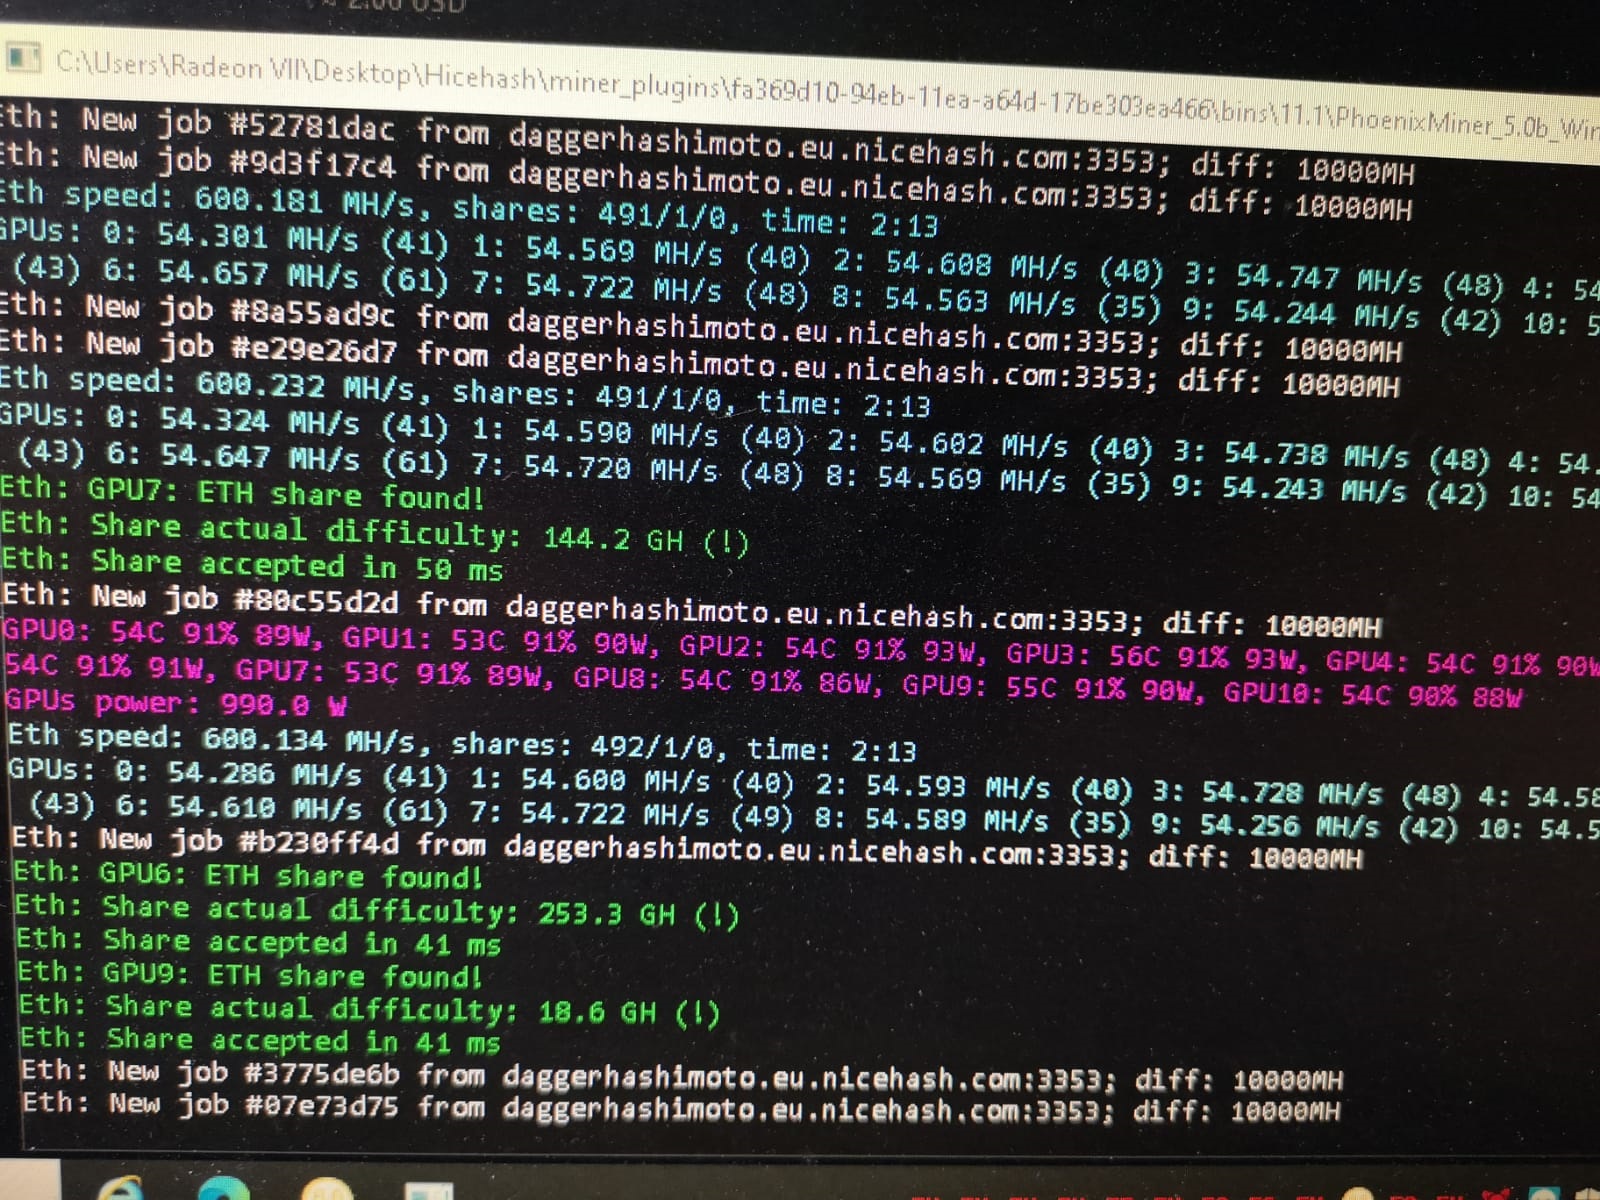 2.00 USD
C:\Users\Radeon VII\Desktop\Hicehash\miner_plugins\fa369d10-94eb-11ea-a64d-17be303ea466\bins\11.1\PhoenixMiner_5.0b_Win
Eth: New job #52781dac from daggerhashimoto.eu.nicehash.com:3353; diff: 10000MH
Eth: New job #9d3f17c4 from daggerhashimoto.eu.nicehash.com:3353; diff: 10000MH
Eth speed: 600.181 MH/s, shares: 491/1/0, time: 2:13
GPUs: 0: 54.301 MH/s (41) 1: 54.569 MH/s (40) 2: 54.608 MH/s (40) 3: 54.747 MH/s (48) 4: 54
(43) 6: 54.657 MH/s (61) 7: 54.722 MH/s (48) 8: 54.563 MH/s (35) 9: 54.244 MH/s (42) 10: 5
Eth: New job #8a55ad9c from daggerhashimoto.eu.nicehash.com:3353; diff: 10000MH
Eth: New job #e29e26d7 from daggerhashimoto.eu.nicehash.com:3353; diff: 10000MH
Eth speed: 600.232 MH/s, shares: 491/1/0, time: 2:13
GPUs: 0: 54.324 MH/s (41) 1: 54.590 MH/s (40) 2: 54.602 MH/s (40) 3: 54.738 MH/s (48) 4: 54.
(43) 6: 54.647 MH/s (61) 7: 54.720 MH/s (48) 8: 54.569 MH/s (35) 9: 54.243 MH/s (42) 10: 54
Eth: GPU7: ETH share found!
Eth: Share actual difficulty: 144.2 GH (!)
Eth: Share accepted in 50 ms
Eth: New job #80c55d2d from daggerhashimoto.eu.nicehash.com:3353; diff: 10000MH
GPU0: 54C 91% 89W, GPU1: 53C 91% 90W, GPU2: 54C 91% 93W, GPU3: 56C 91% 93W, GPU4: 54C 91% 90W
54C 91% 91W, GPU7: 53C 91% 89W, GPU8: 54C 91% 86W, GPU9: 55C 91% 90W, GPU10: 54C 90% 88W
GPUs power: 990.0 W
Eth speed: 600.134 MH/s, shares: 492/1/0, time: 2:13
GPUs: 0: 54.286 MH/s (41) 1: 54.600 MH/s (40) 2: 54.593 MH/s (40) 3: 54.728 MH/s (48) 4: 54.58
(43) 6: 54.610 MH/s (61) 7: 54.722 MH/s (49) 8: 54.589 MH/s (35) 9: 54.256 MH/s (42) 10: 54.5
Eth: New job #b230ff4d from daggerhashimoto.eu.nicehash.com:3353; diff: 10000MH
Eth: GPU6: ETH share found!
Eth: Share actual difficulty: 253.3 GH (!)
Eth: Share accepted in 41 ms
Eth: GPU9: ETH share found!
Eth: Share actual difficulty: 18.6 GH (!)
Eth: Share accepted in 41 ms
Eth: New job #3775de6b from daggerhashimoto.eu.nicehash.com:3353; diff: 10000MH
Eth: New job #07e73d75 from daggerhashimoto.eu.nicehash.com:3353; diff: 10000MH